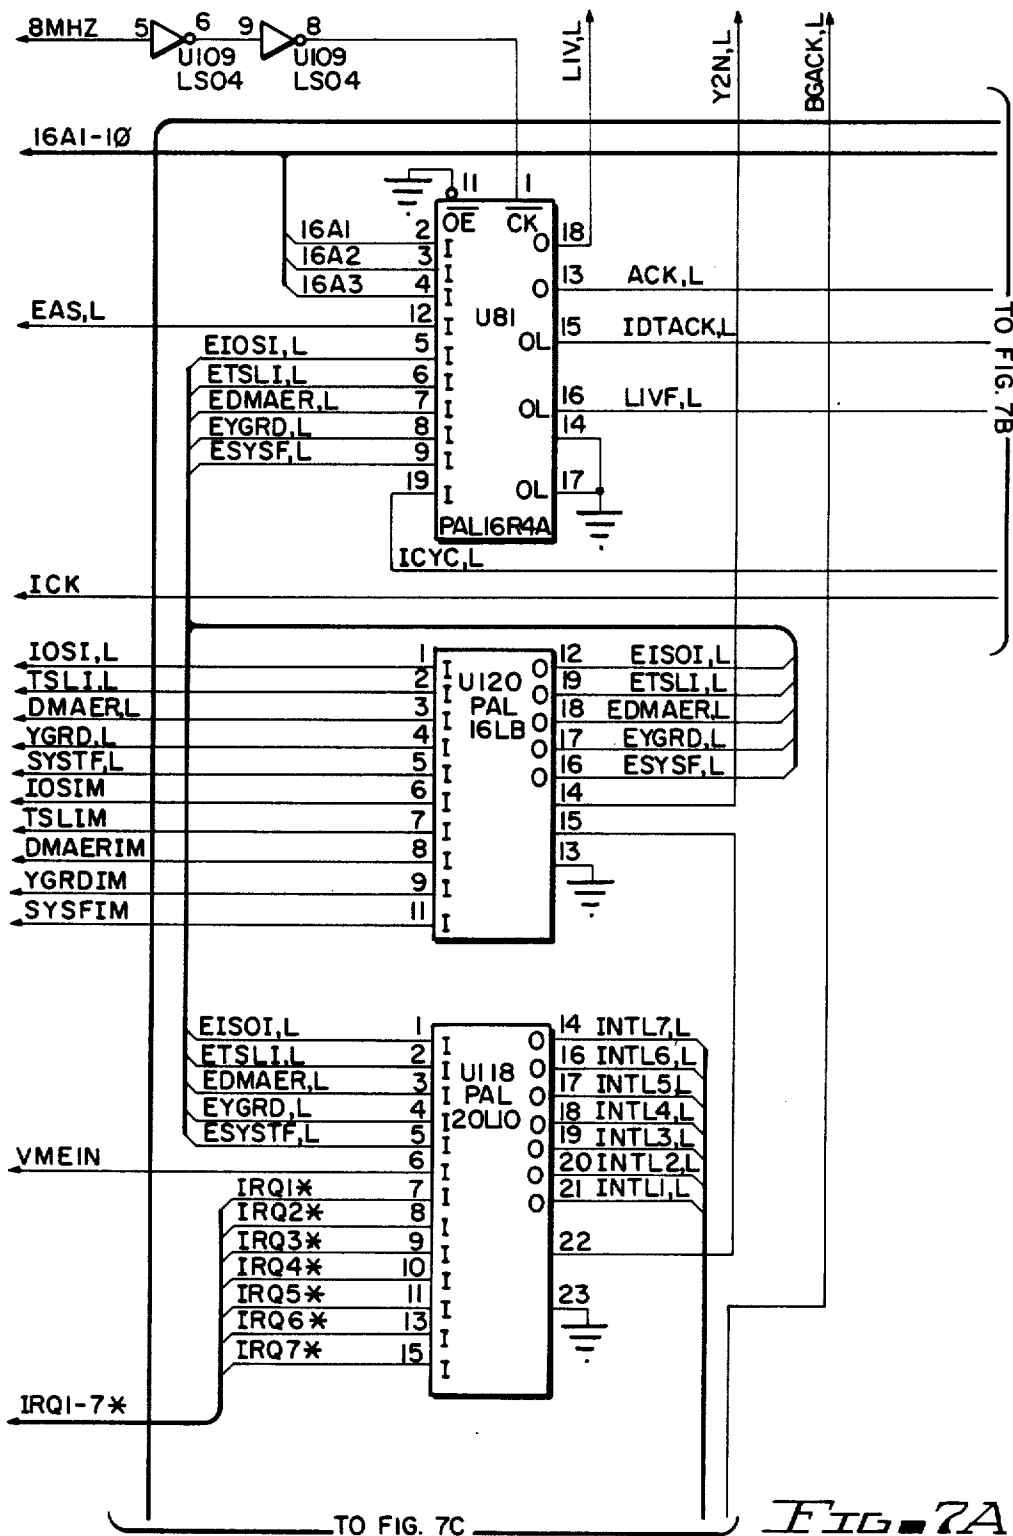 8MHZ 5 6 9 8
U109 U109
LS04 LS04
LIV,L
Y2N,L
BGACK,L
16A1-10
11 1
OE CK
16A1 2 I O 18
16A2 3 I
16A3 4 I O 13 ACK,L
EAS,L 12 I U81 OL 15 IDTACK,L
EIOSI,L 5 I
ETSLI,L 6 I
EDMAER,L 7 I OL 16 LIVF,L
EYGRD,L 8 I 14
ESYSF,L 9 I
19 I OL 17
PAL16R4A
ICYC,L
TO FIG. 7B
ICK
IOSI,L 1 I O 12 EISOI,L
TSLI,L 2 I U120 O 19 ETSLI,L
DMAER,L 3 I PAL O 18 EDMAER,L
YGRD,L 4 I 16LB O 17 EYGRD,L
SYSTF,L 5 I O 16 ESYSF,L
IOSIM 6 I 14
TSLIM 7 I 15
DMAERIM 8 I 13
YGRDIM 9 I
SYSFIM 11 I
EISOI,L 1 I O 14 INTL7,L
ETSLI,L 2 I U118 O 16 INTL6,L
EDMAER,L 3 I PAL O 17 INTL5,L
EYGRD,L 4 I 20L10 O 18 INTL4,L
ESYSTF,L 5 I O 19 INTL3,L
VMEIN 6 I O 20 INTL2,L
IRQ1* 7 I O 21 INTL1,L
IRQ2* 8 I
IRQ3* 9 I 22
IRQ4* 10 I
IRQ5* 11 I 23
IRQ6* 13 I
IRQ7* 15 I
IRQ1-7*
TO FIG. 7C
FIG. 7A